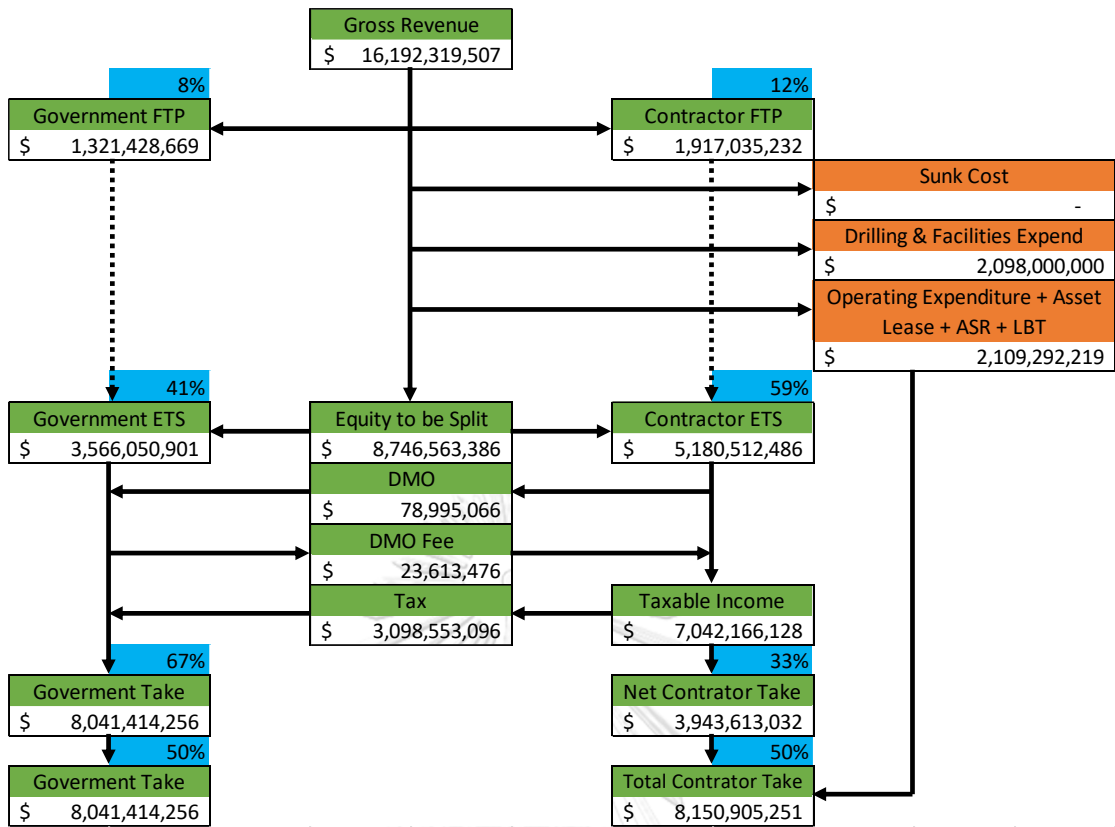 Gross Revenue
$ 16,192,319,507
8%
12%
Government FTP
Contractor FTP
$ 1,321,428,669
$ 1,917,035,232
Sunk Cost
$ -
Drilling & Facilities Expend
$ 2,098,000,000
Operating Expenditure + Asset
Lease + ASR + LBT
$ 2,109,292,219
41%
59%
Government ETS
Equity to be Split
Contractor ETS
$ 3,566,050,901
$ 8,746,563,386
$ 5,180,512,486
DMO
$ 78,995,066
DMO Fee
$ 23,613,476
Tax
Taxable Income
$ 3,098,553,096
$ 7,042,166,128
67%
33%
Goverment Take
Net Contrator Take
$ 8,041,414,256
$ 3,943,613,032
50%
50%
Goverment Take
Total Contrator Take
$ 8,041,414,256
$ 8,150,905,251